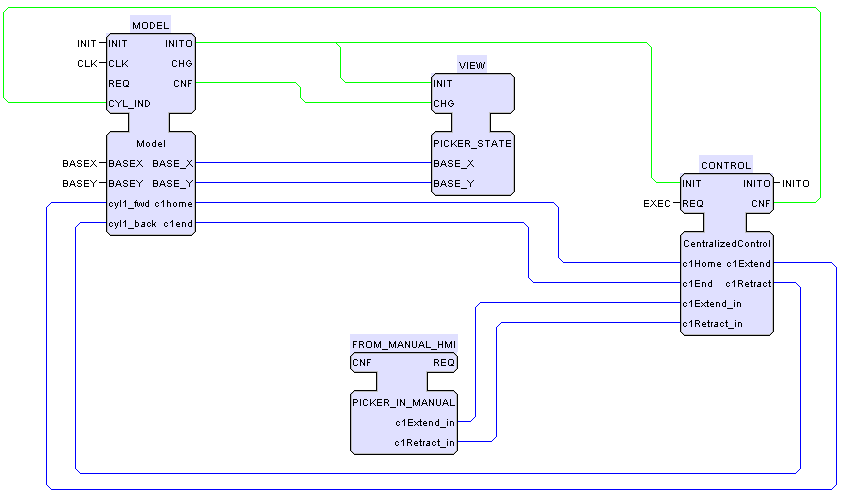 MODEL
INIT INIT INITO
CLK CLK CHG
REQ CNF
CYL_IND
Model
BASEX BASEX BASE_X
BASEY BASEY BASE_Y
cyl1_fwd c1home
cyl1_back c1end
VIEW
INIT
CHG
PICKER_STATE
BASE_X
BASE_Y
CONTROL
INIT INITO INITO
EXEC REQ CNF
CentralizedControl
c1Home c1Extend
c1End c1Retract
c1Extend_in
c1Retract_in
FROM_MANUAL_HMI
CNF REQ
PICKER_IN_MANUAL
c1Extend_in
c1Retract_in